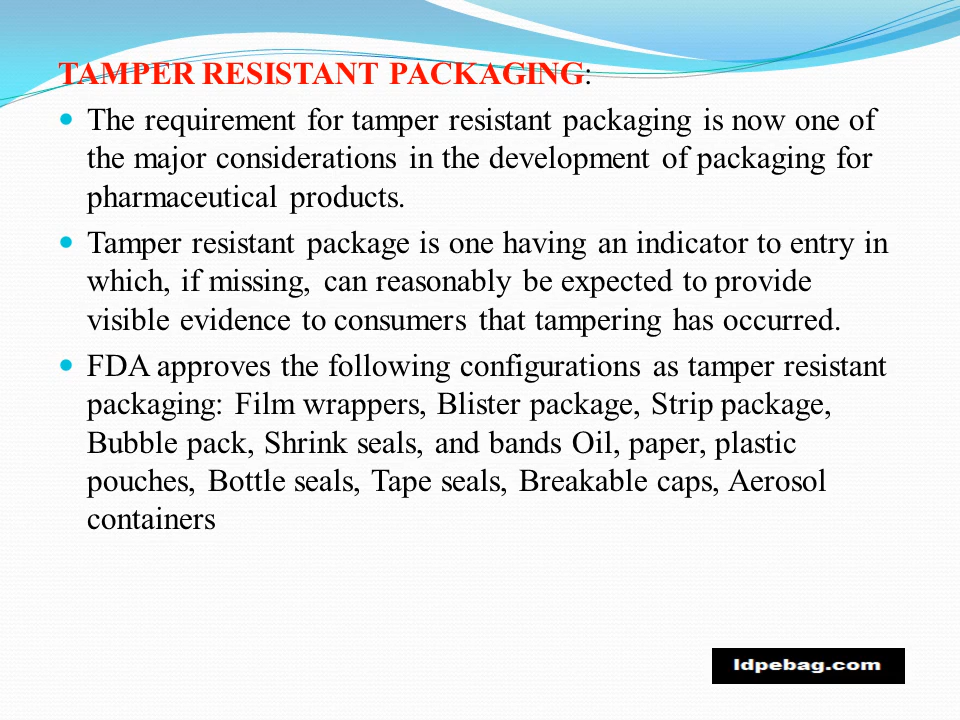 TAMPER RESISTANT PACKAGING:
The requirement for tamper resistant packaging is now one of
the major considerations in the development of packaging for
pharmaceutical products.
Tamper resistant package is one having an indicator to entry in
which, if missing, can reasonably be expected to provide
visible evidence to consumers that tampering has occurred.
FDA approves the following configurations as tamper resistant
packaging: Film wrappers, Blister package, Strip package,
Bubble pack, Shrink seals, and bands Oil, paper, plastic
pouches, Bottle seals, Tape seals, Breakable caps, Aerosol
containers
ldpebag.com